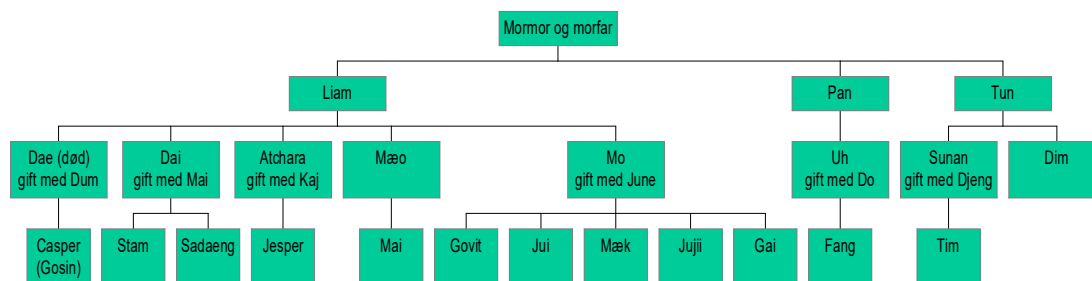 Mormor og morfar
Liam
Pan
Tun
Dae (død)
gift med Dum
Dai
gift med Mai
Atchara
gift med Kaj
Mæo
Mo
gift med June
Uh
gift med Do
Sunan
gift med Djeng
Dim
Casper
(Gosin)
Stam
Sadaeng
Jesper
Mai
Govit
Jui
Mæk
Jujii
Gai
Fang
Tim